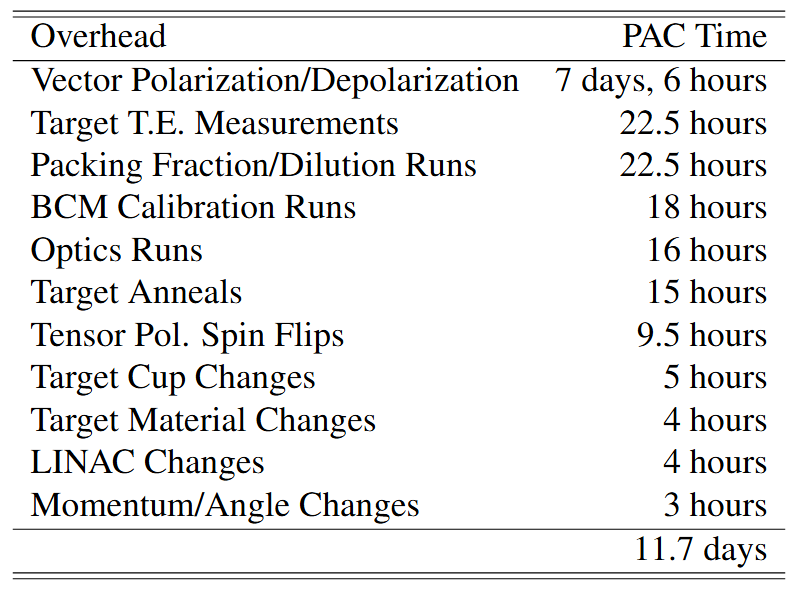 Overhead PAC Time
Vector Polarization/Depolarization 7 days, 6 hours
Target T.E. Measurements 22.5 hours
Packing Fraction/Dilution Runs 22.5 hours
BCM Calibration Runs 18 hours
Optics Runs 16 hours
Target Anneals 15 hours
Tensor Pol. Spin Flips 9.5 hours
Target Cup Changes 5 hours
Target Material Changes 4 hours
LINAC Changes 4 hours
Momentum/Angle Changes 3 hours
11.7 days